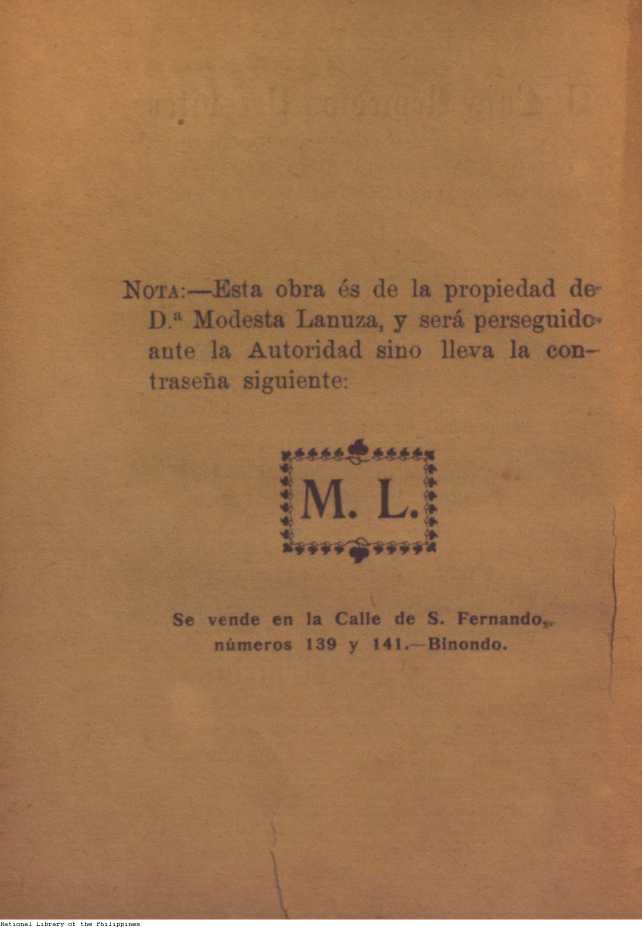 NOTA:—Esta obra és de la propiedad de
D.ª Modesta Lanuza, y será perseguido
ante la Autoridad sino lleva la con-
traseña siguiente:
M. L.
Se vende en la Calle de S. Fernando,
números 139 y 141.—Binondo.
National Library of the Philippines